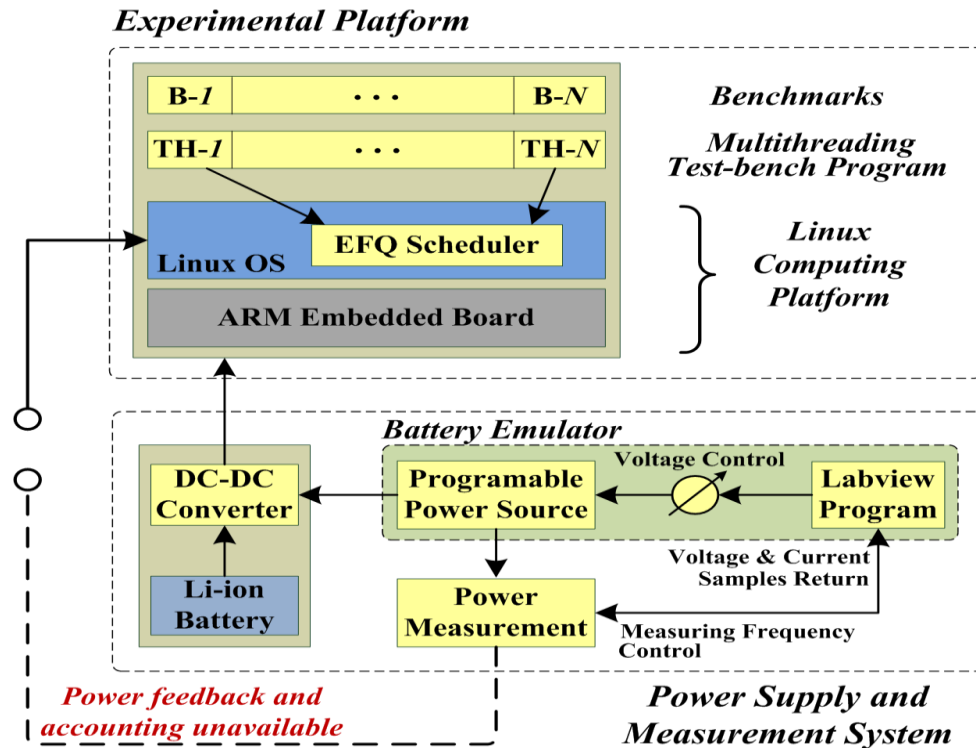 Experimental Platform
B-1 ··· B-N
Benchmarks
TH-1 ··· TH-N
Multithreading
Test-bench Program
EFQ Scheduler
Linux OS
ARM Embedded Board
Linux
Computing
Platform
Battery Emulator
DC-DC
Converter
Programable
Power Source
Voltage Control
Labview
Program
Li-ion
Battery
Power
Measurement
Voltage & Current
Samples Return
Measuring Frequency
Control
Power feedback and
accounting unavailable
Power Supply and
Measurement System